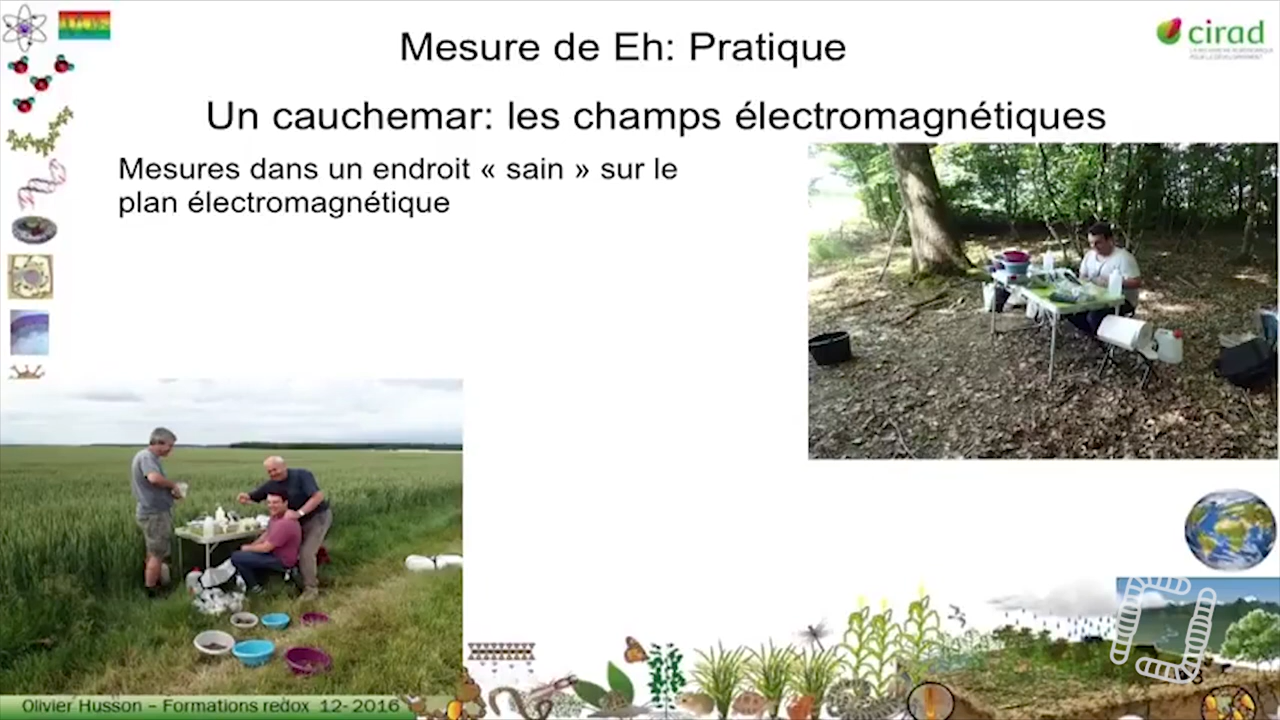 Mesure de Eh: Pratique
cirad
Un cauchemar: les champs électromagnétiques
Mesures dans un endroit « sain » sur le
plan électromagnétique
Olivier Husson – Formations redox 12- 2016